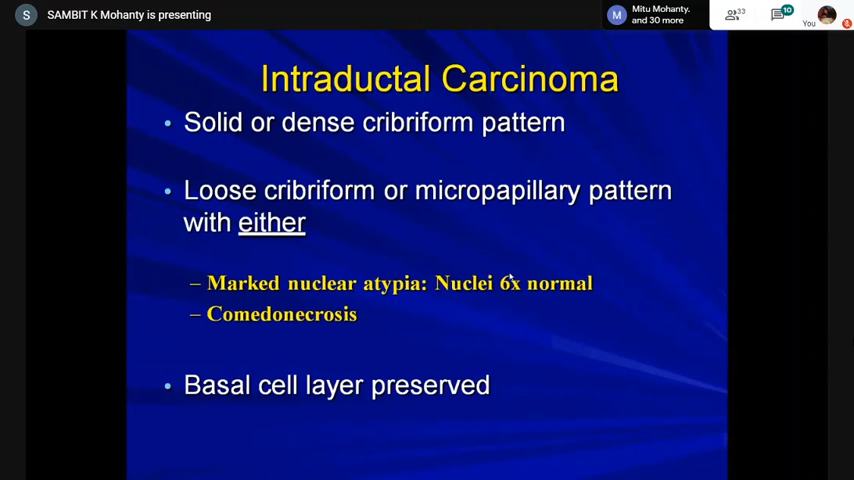 S SAMBIT K Mohanty is presenting
M Mitu Mohanty.
and 30 more
33
10
You
Intraductal Carcinoma
• Solid or dense cribriform pattern
• Loose cribriform or micropapillary pattern
with either
– Marked nuclear atypia: Nuclei 6x normal
– Comedonecrosis
• Basal cell layer preserved